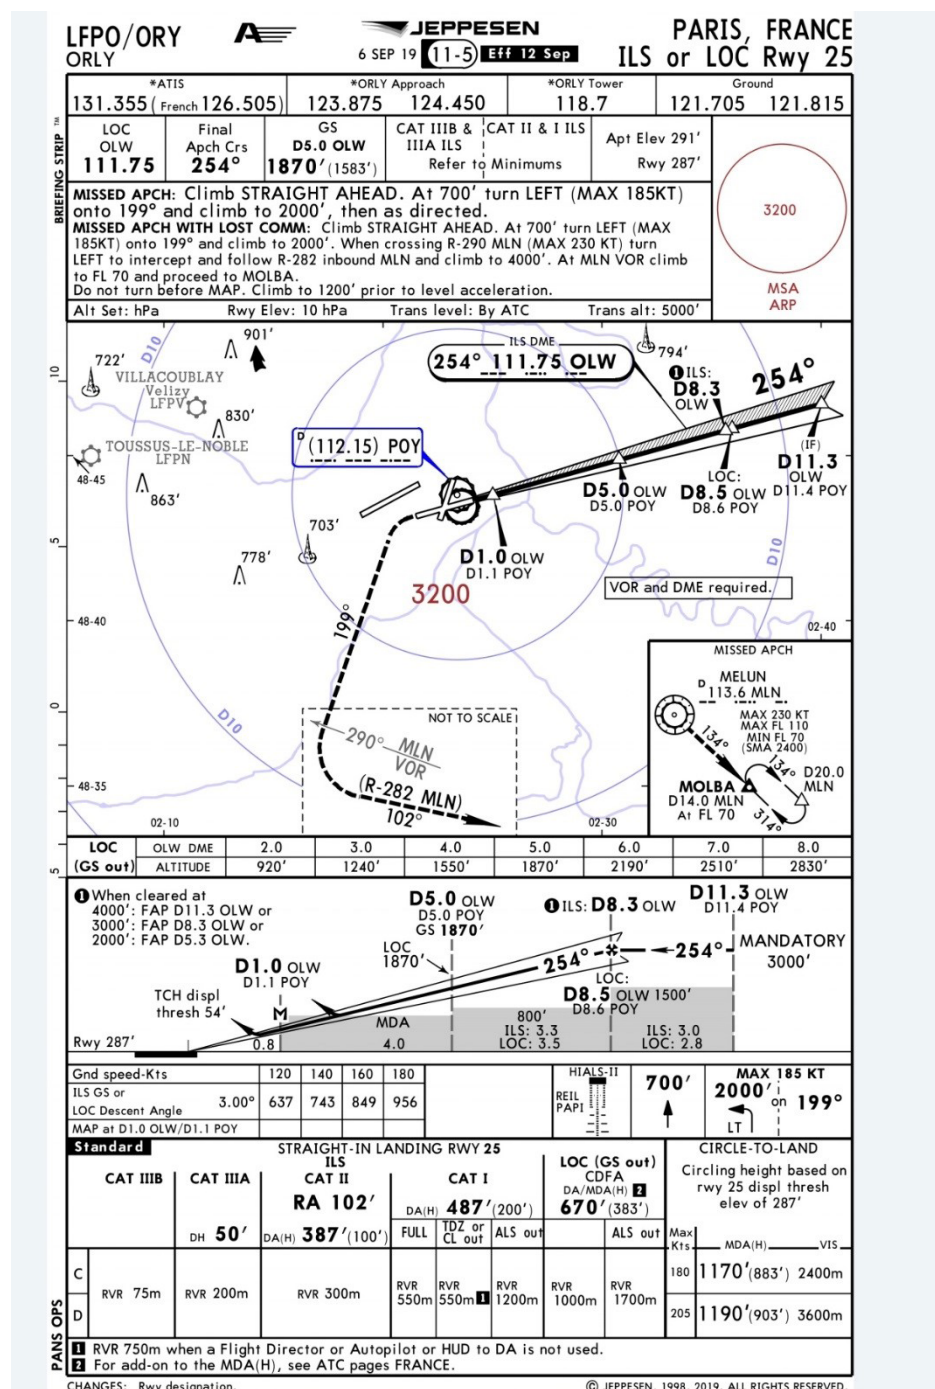 LFPO/ORY
ORLY
JEPPESEN
6 SEP 19 11-5 Eff 12 Sep
PARIS, FRANCE
ILS or LOC Rwy 25
*ATIS
131.355 ( French 126.505)
*ORLY Approach
123.875 124.450
*ORLY Tower
118.7
Ground
121.705 121.815
BRIEFING STRIP ™
LOC
OLW
111.75
Final
Apch Crs
254°
GS
D5.0 OLW
1870' (1583')
CAT IIIB &
IIIA ILS
CAT II & I ILS
Refer to Minimums
Apt Elev 291'
Rwy 287'
MISSED APCH: Climb STRAIGHT AHEAD. At 700' turn LEFT (MAX 185KT)
onto 199° and climb to 2000', then as directed.
MISSED APCH WITH LOST COMM: Climb STRAIGHT AHEAD. At 700' turn LEFT (MAX
185KT) onto 199° and climb to 2000'. When crossing R-290 MLN (MAX 230 KT) turn
LEFT to intercept and follow R-282 inbound MLN and climb to 4000'. At MLN VOR climb
to FL 70 and proceed to MOLBA.
Do not turn before MAP. Climb to 1200' prior to level acceleration.
3200
MSA
ARP
Alt Set: hPa Rwy Elev: 10 hPa Trans level: By ATC Trans alt: 5000'
D10
901'
722'
VILLACOUBLAY
Velizy
LFPV
830'
TOUSSUS-LE-NOBLE
LFPN
48-45
863'
ILS DME
254° 111.75 OLW
794'
1 ILS:
D8.3
OLW
254°
D (112.15) POY
(IF)
D11.3
OLW
D11.4 POY
LOC:
D8.5 OLW
D8.6 POY
D5.0 OLW
D5.0 POY
703'
778'
D1.0 OLW
D1.1 POY
D10
VOR and DME required.
3200
199°
10
5
0
5
48-40
02-40
48-35
02-10
02-30
D10
NOT TO SCALE
290° MLN
VOR
(R-282 MLN)
102°
MISSED APCH
MELUN
D 113.6 MLN
MAX 230 KT
MAX FL 110
MIN FL 70
(SMA 2400)
134°
134°
D20.0
MLN
MOLBA
D14.0 MLN
At FL 70
314°
LOC OLW DME 2.0 3.0 4.0 5.0 6.0 7.0 8.0
(GS out) ALTITUDE 920' 1240' 1550' 1870' 2190' 2510' 2830'
1 When cleared at
4000': FAP D11.3 OLW or
3000': FAP D8.3 OLW or
2000': FAP D5.3 OLW.
D5.0 OLW
D5.0 POY
GS 1870'
LOC
1870'
1 ILS: D8.3 OLW
D11.3 OLW
D11.4 POY
254°
254°
MANDATORY
3000'
D1.0 OLW
D1.1 POY
TCH displ
thresh 54'
M
LOC:
D8.5 OLW 1500'
D8.6 POY
MDA
800'
Rwy 287'
0.8
4.0
ILS: 3.3
LOC: 3.5
ILS: 3.0
LOC: 2.8
Gnd speed-Kts 120 140 160 180
ILS GS or
LOC Descent Angle 3.00° 637 743 849 956
MAP at D1.0 OLW/D1.1 POY
HIALS-II
REIL
PAPI
700'
MAX 185 KT
2000' on 199°
LT
Standard
STRAIGHT-IN LANDING RWY 25
ILS
CAT IIIB
CAT IIIA
DH 50'
CAT II
RA 102'
DA(H) 387' (100')
CAT I
DA(H) 487' (200')
FULL
TDZ or
CL out
ALS out
LOC (GS out)
CDFA
DA/MDA(H) 2
670' (383')
ALS out
CIRCLE-TO-LAND
Circling height based on
rwy 25 displ thresh
elev of 287'
Max
Kts
MDA(H) VIS
C
D
RVR 75m
RVR 200m
RVR 300m
RVR
550m
RVR
550m 1
RVR
1200m
RVR
1000m
RVR
1700m
180 1170' (883') 2400m
205 1190' (903') 3600m
PANS OPS
1 RVR 750m when a Flight Director or Autopilot or HUD to DA is not used.
2 For add-on to the MDA(H), see ATC pages FRANCE.
CHANGES: Rwy designation.
© JEPPESEN, 1998, 2019. ALL RIGHTS RESERVED.